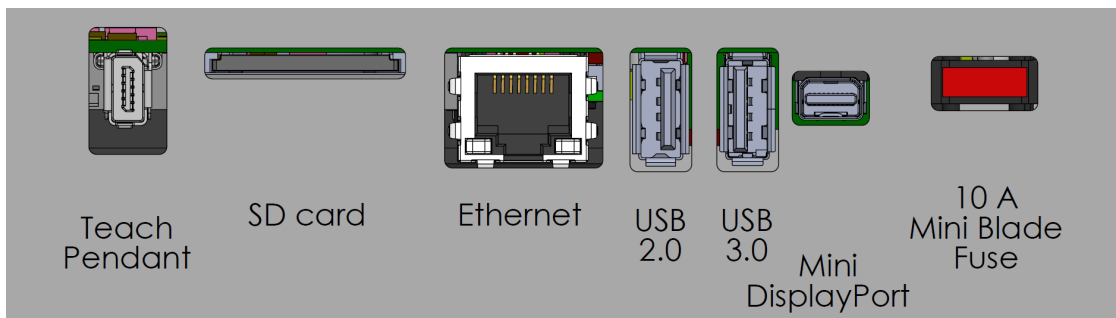 Teach
Pendant
SD card
Ethernet
USB
2.0
USB
3.0
Mini
DisplayPort
10 A
Mini Blade
Fuse